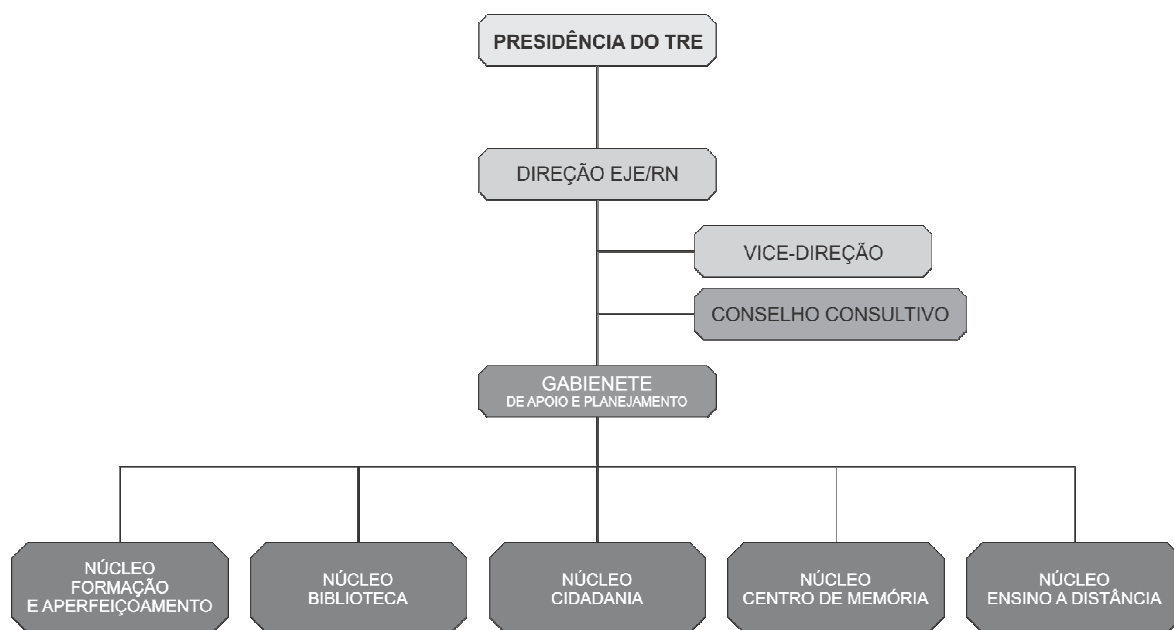 PRESIDÊNCIA DO TRE
DIREÇÃO EJE/RN
VICE-DIREÇÃO
CONSELHO CONSULTIVO
GABIENETE
DE APOIO E PLANEJAMENTO
NÚCLEO
FORMAÇÃO
E APERFEIÇOAMENTO
NÚCLEO
BIBLIOTECA
NÚCLEO
CIDADANIA
NÚCLEO
CENTRO DE MEMÓRIA
NÚCLEO
ENSINO A DISTÂNCIA